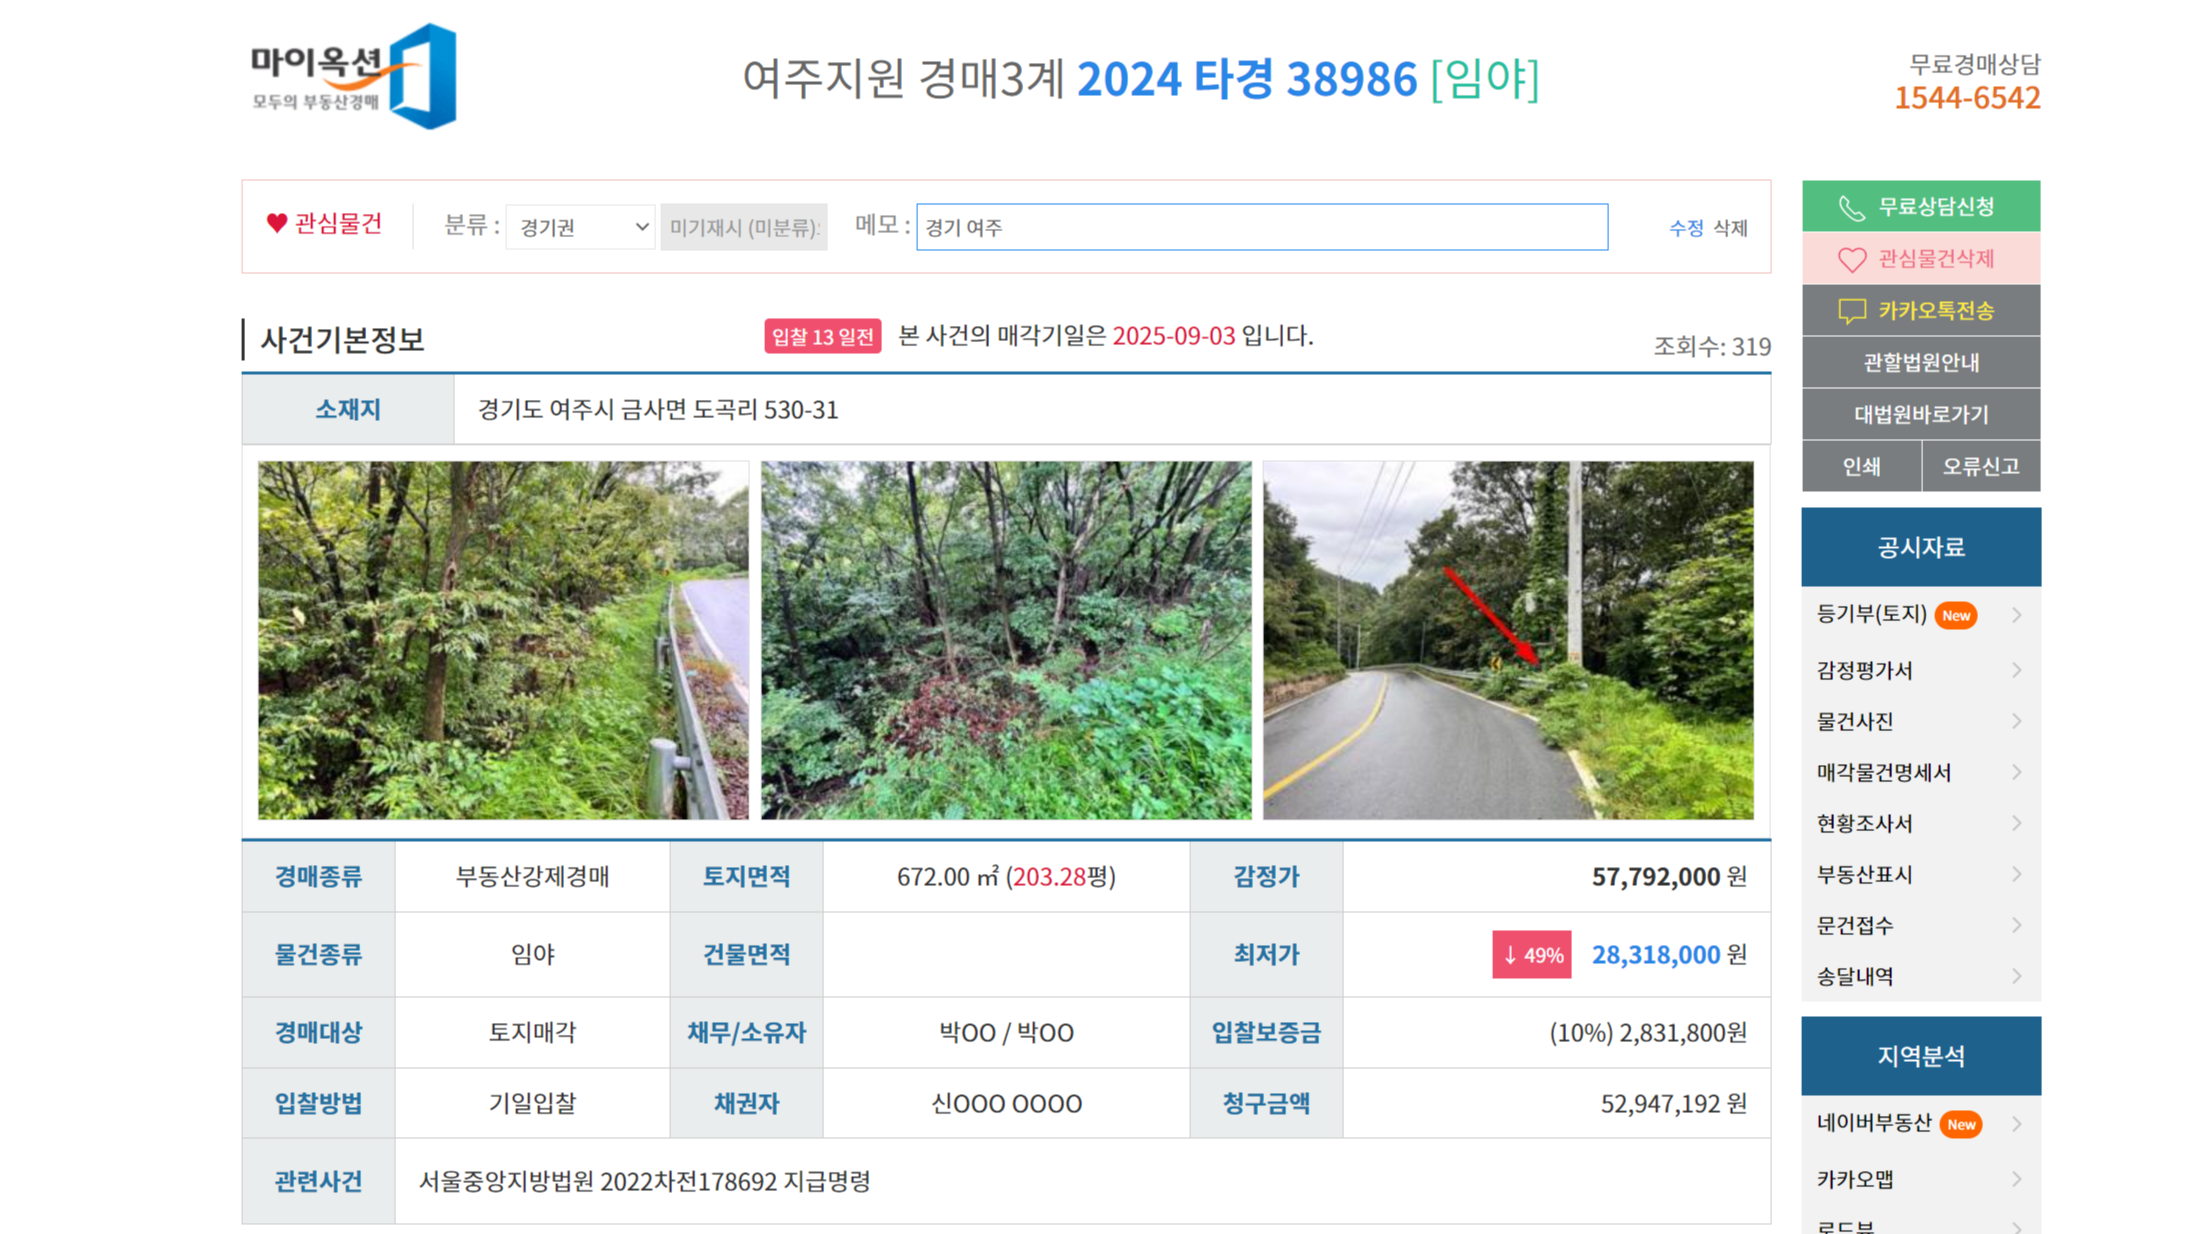 마이옥션
모두의 부동산경매
여주지원 경매3계 2024 타경 38986 [임야]
무료경매상담
1544-6542
관심물건
분류 : 경기권 미기재시 (미분류) 메모 : 경기 여주 수정 삭제
사건기본정보
입찰 13 일전 본 사건의 매각기일은 2025-09-03 입니다.
조회수: 319
소재지 경기도 여주시 금사면 도곡리 530-31
경매종류 부동산강제경매 토지면적 672.00 ㎡ (203.28평) 감정가 57,792,000 원
물건종류 임야 건물면적 최저가 ↓ 49% 28,318,000 원
경매대상 토지매각 채무/소유자 박OO / 박OO 입찰보증금 (10%) 2,831,800원
입찰방법 기일입찰 채권자 신OOO OOOO 청구금액 52,947,192 원
관련사건 서울중앙지방법원 2022차전178692 지급명령
무료상담신청
관심물건삭제
카카오톡전송
관할법원안내
대법원바로가기
인쇄 오류신고
공시자료
등기부(토지) New
감정평가서
물건사진
매각물건명세서
현황조사서
부동산표시
문건접수
송달내역
지역분석
네이버부동산 New
카카오맵
로드뷰